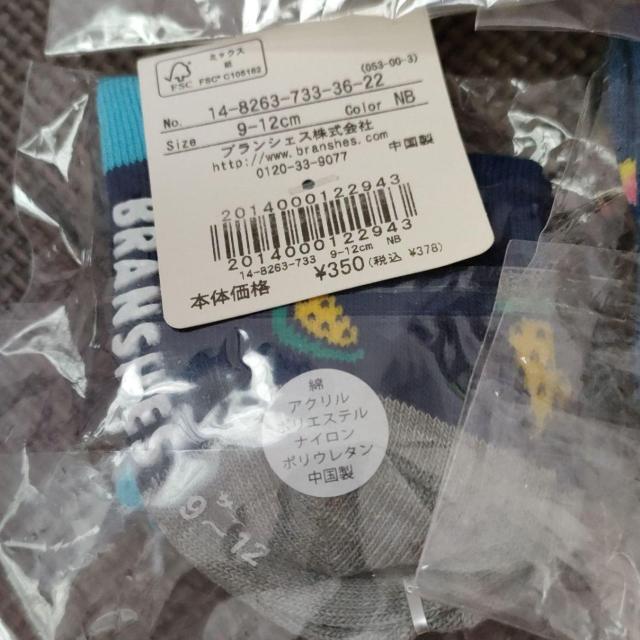 ミックス
紙
FSC FSC® C105162
(053-00-3)
No. 14-8263-733-36-22
Size 9-12cm Color NB
ブランシェス株式会社
http://www.branshes.com
0120-33-9077 中国製
2014000122943
2014000122943
14-8263-733 9-12cm NB
本体価格 ¥350(税込 ¥378)
BRANSHES
綿
アクリル
ポリエステル
ナイロン
ポリウレタン
中国製
9~12